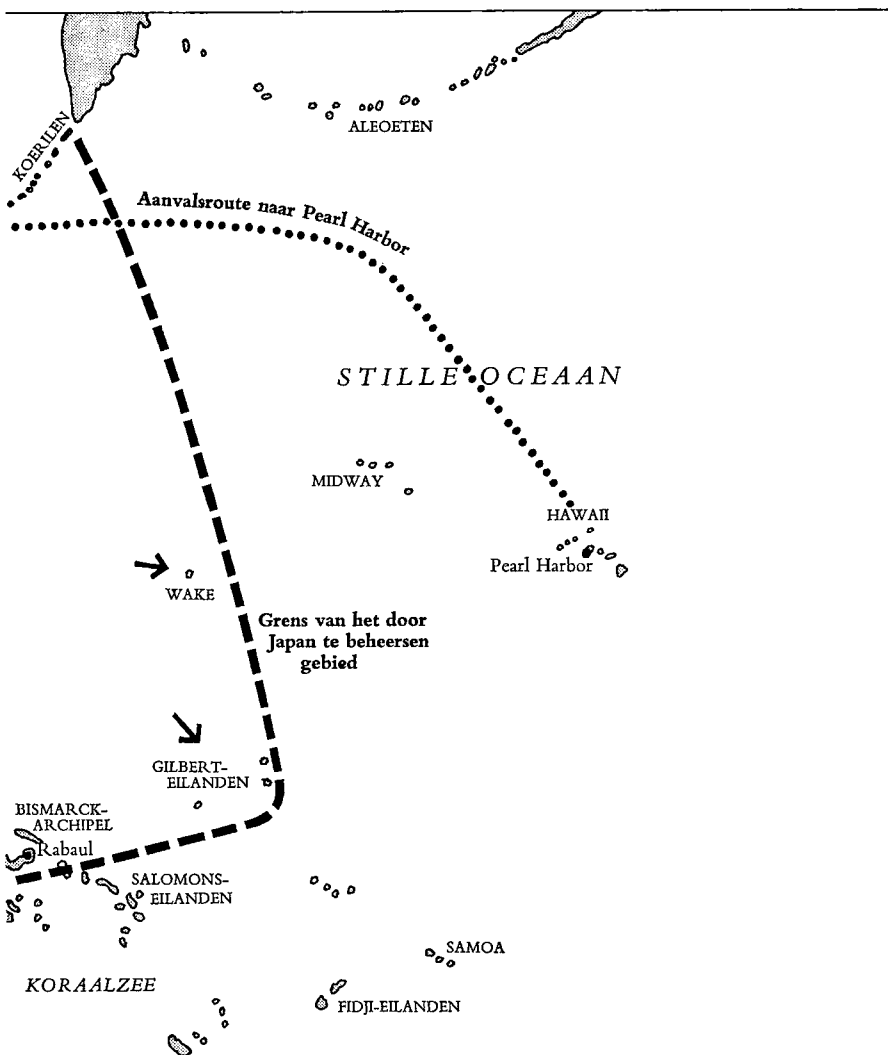 ALEOETEN
KOERILEN
Aanvalsroute naar Pearl Harbor
STILLE OCEAAN
MIDWAY
HAWAII
Pearl Harbor
WAKE
Grens van het door
Japan te beheersen
gebied
GILBERT-
EILANDEN
BISMARCK-
ARCHIPEL
Rabaul
SALOMONS-
EILANDEN
SAMOA
KORAALZEE
FIDJI-EILANDEN